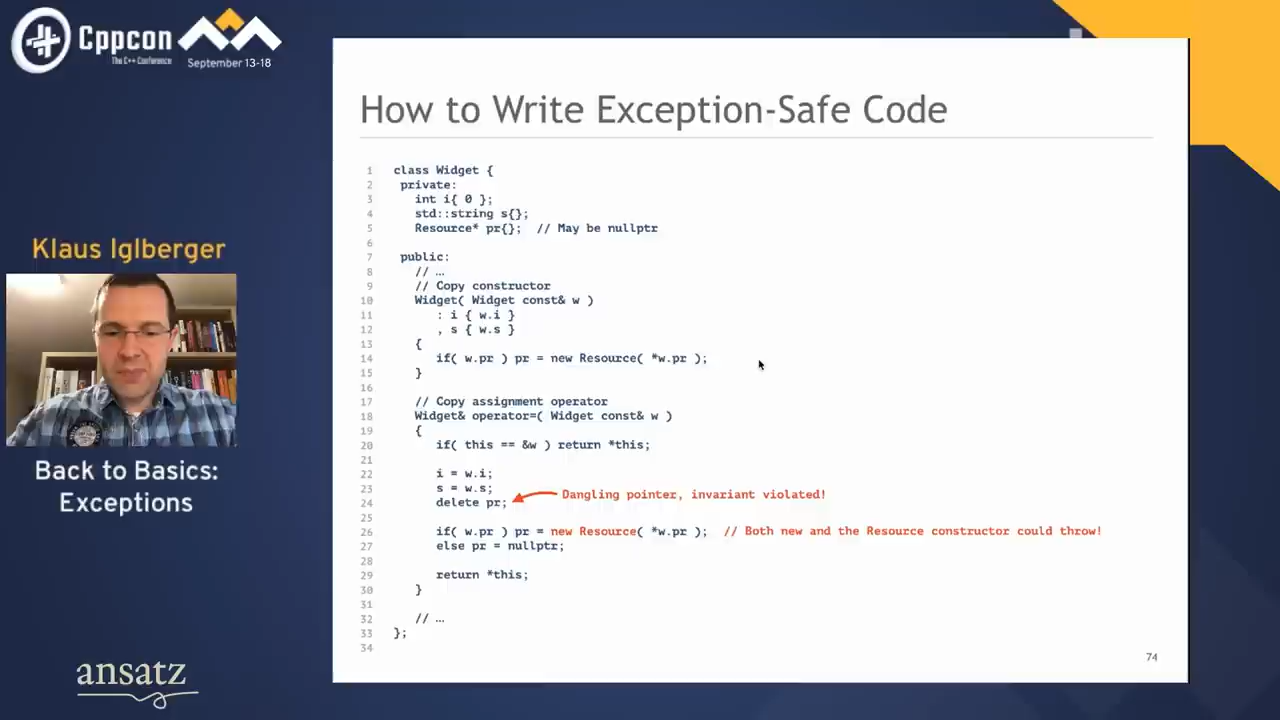 Cppcon
The C++ Conference
September 13-18
Klaus Iglberger
Back to Basics:
Exceptions
ansatz
How to Write Exception-Safe Code
1 class Widget {
2 private:
3 int i{ 0 };
4 std::string s{};
5 Resource* pr{}; // May be nullptr
6
7 public:
8 // …
9 // Copy constructor
10 Widget( Widget const& w )
11 : i { w.i }
12 , s { w.s }
13 {
14 if( w.pr ) pr = new Resource( *w.pr );
15 }
16
17 // Copy assignment operator
18 Widget& operator=( Widget const& w )
19 {
20 if( this == &w ) return *this;
21
22 i = w.i;
23 s = w.s;
24 delete pr; Dangling pointer, invariant violated!
25
26 if( w.pr ) pr = new Resource( *w.pr ); // Both new and the Resource constructor could throw!
27 else pr = nullptr;
28
29 return *this;
30 }
31
32 // …
33 };
34
74